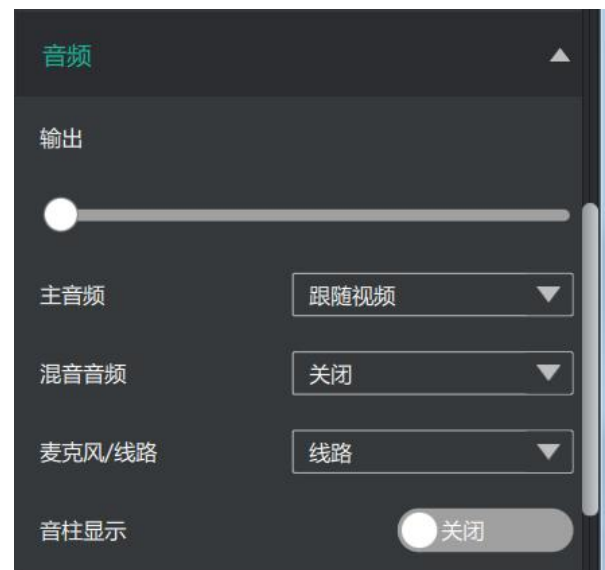 音频
输出
主音频 跟随视频
混音音频 关闭
麦克风/线路 线路
音柱显示 关闭